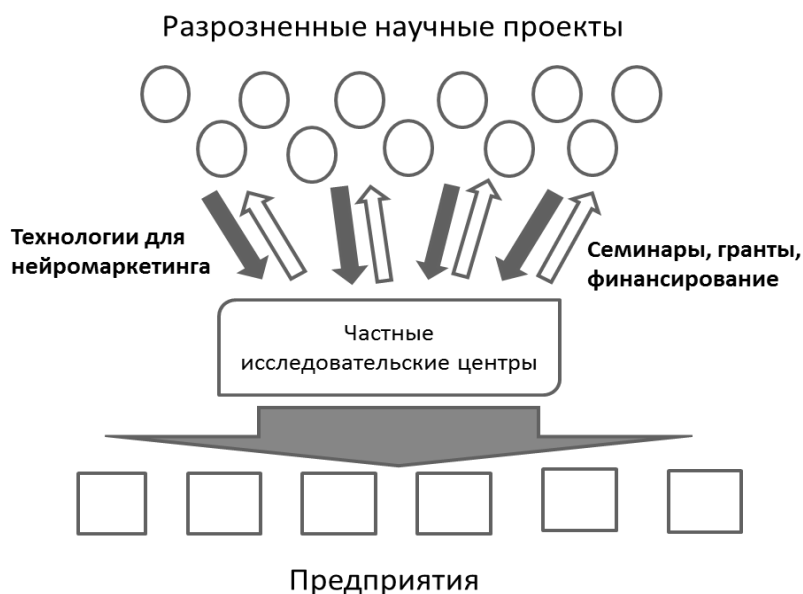 Разрозненные научные проекты
Технологии для
нейромаркетинга
Семинары, гранты,
финансирование
Частные
исследовательские центры
Предприятия